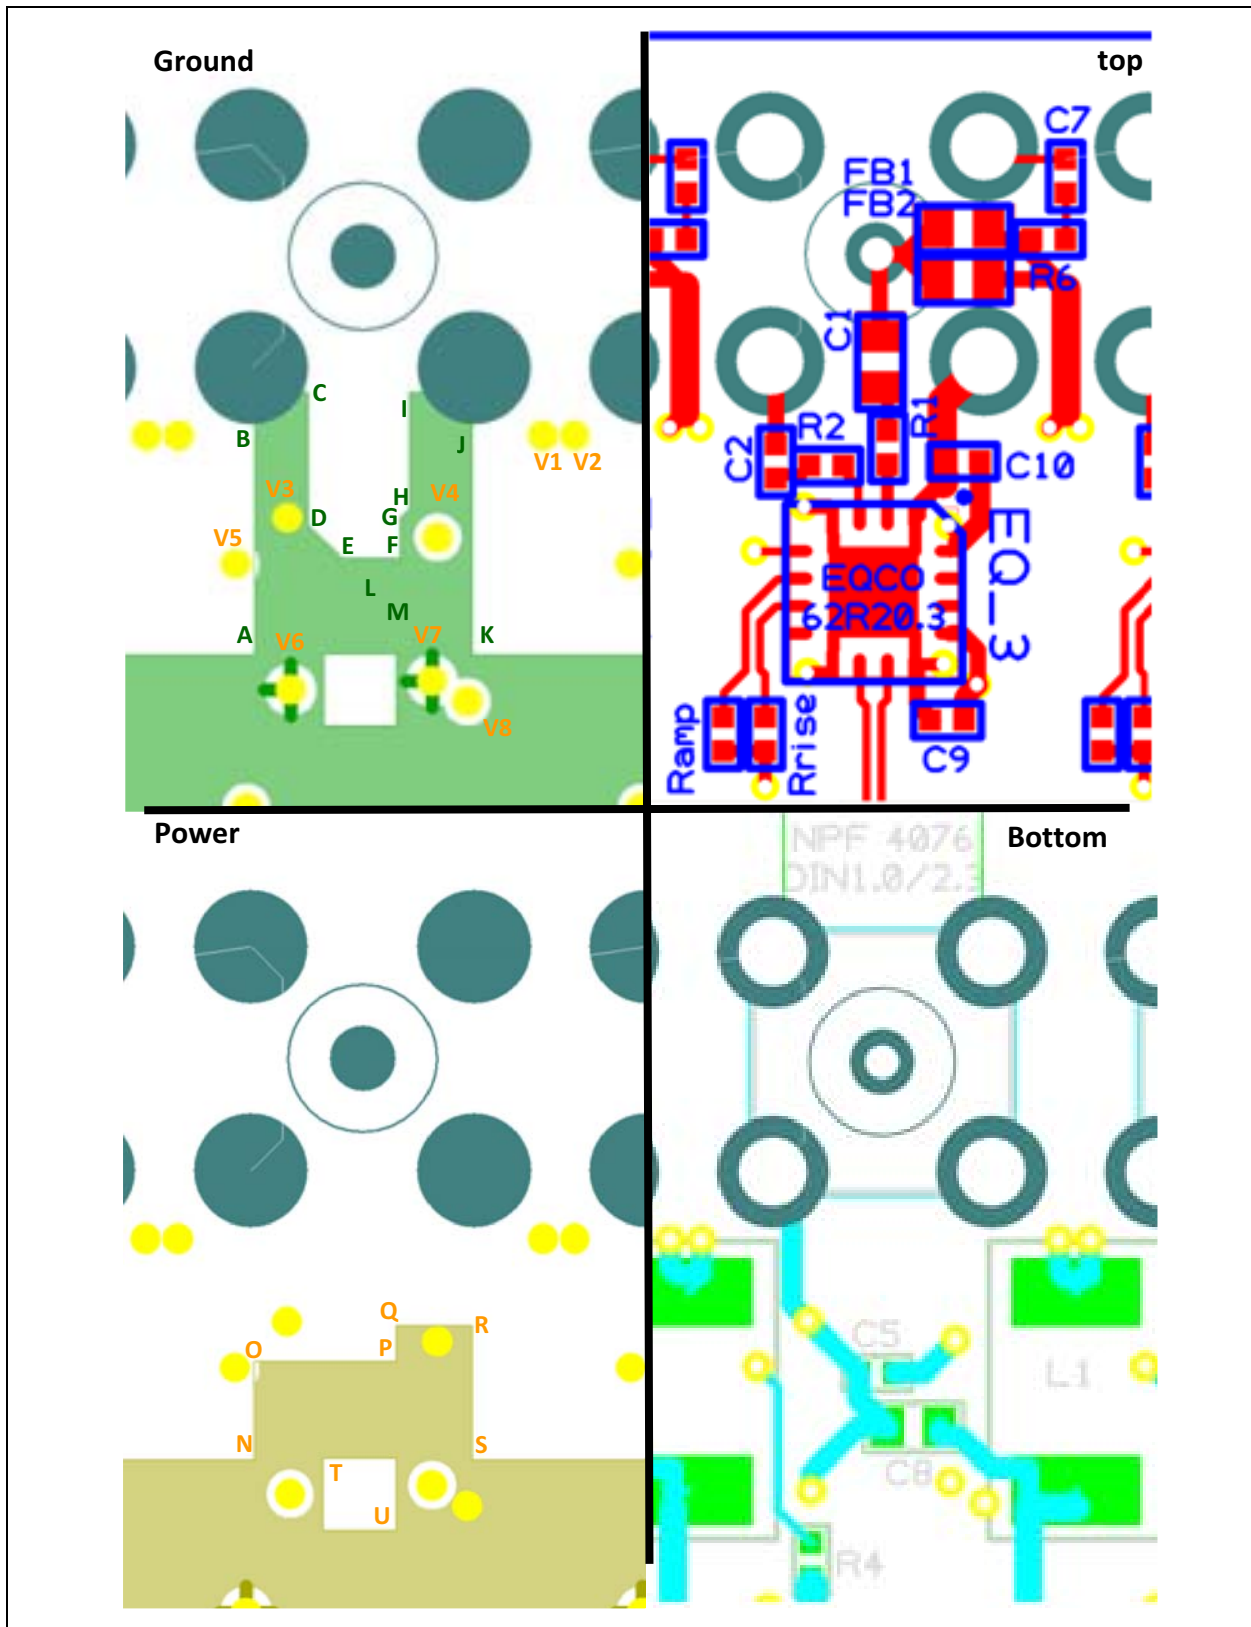 Ground
C
I
B
J
V1 V2
V3
H
V4
D
G
E
F
V5
L
M
A
V6
V7
K
V8
top
C7
FB1
FB2
R6
C1
R1
R2
C2
C10
EQCO
62R20.3
EQ_3
Ramp
Rrise
C9
Power
Q
R
O
P
N
S
T
U
Bottom
NPF 4076
DIN1.0/2.3
C5
L1
C8
R4